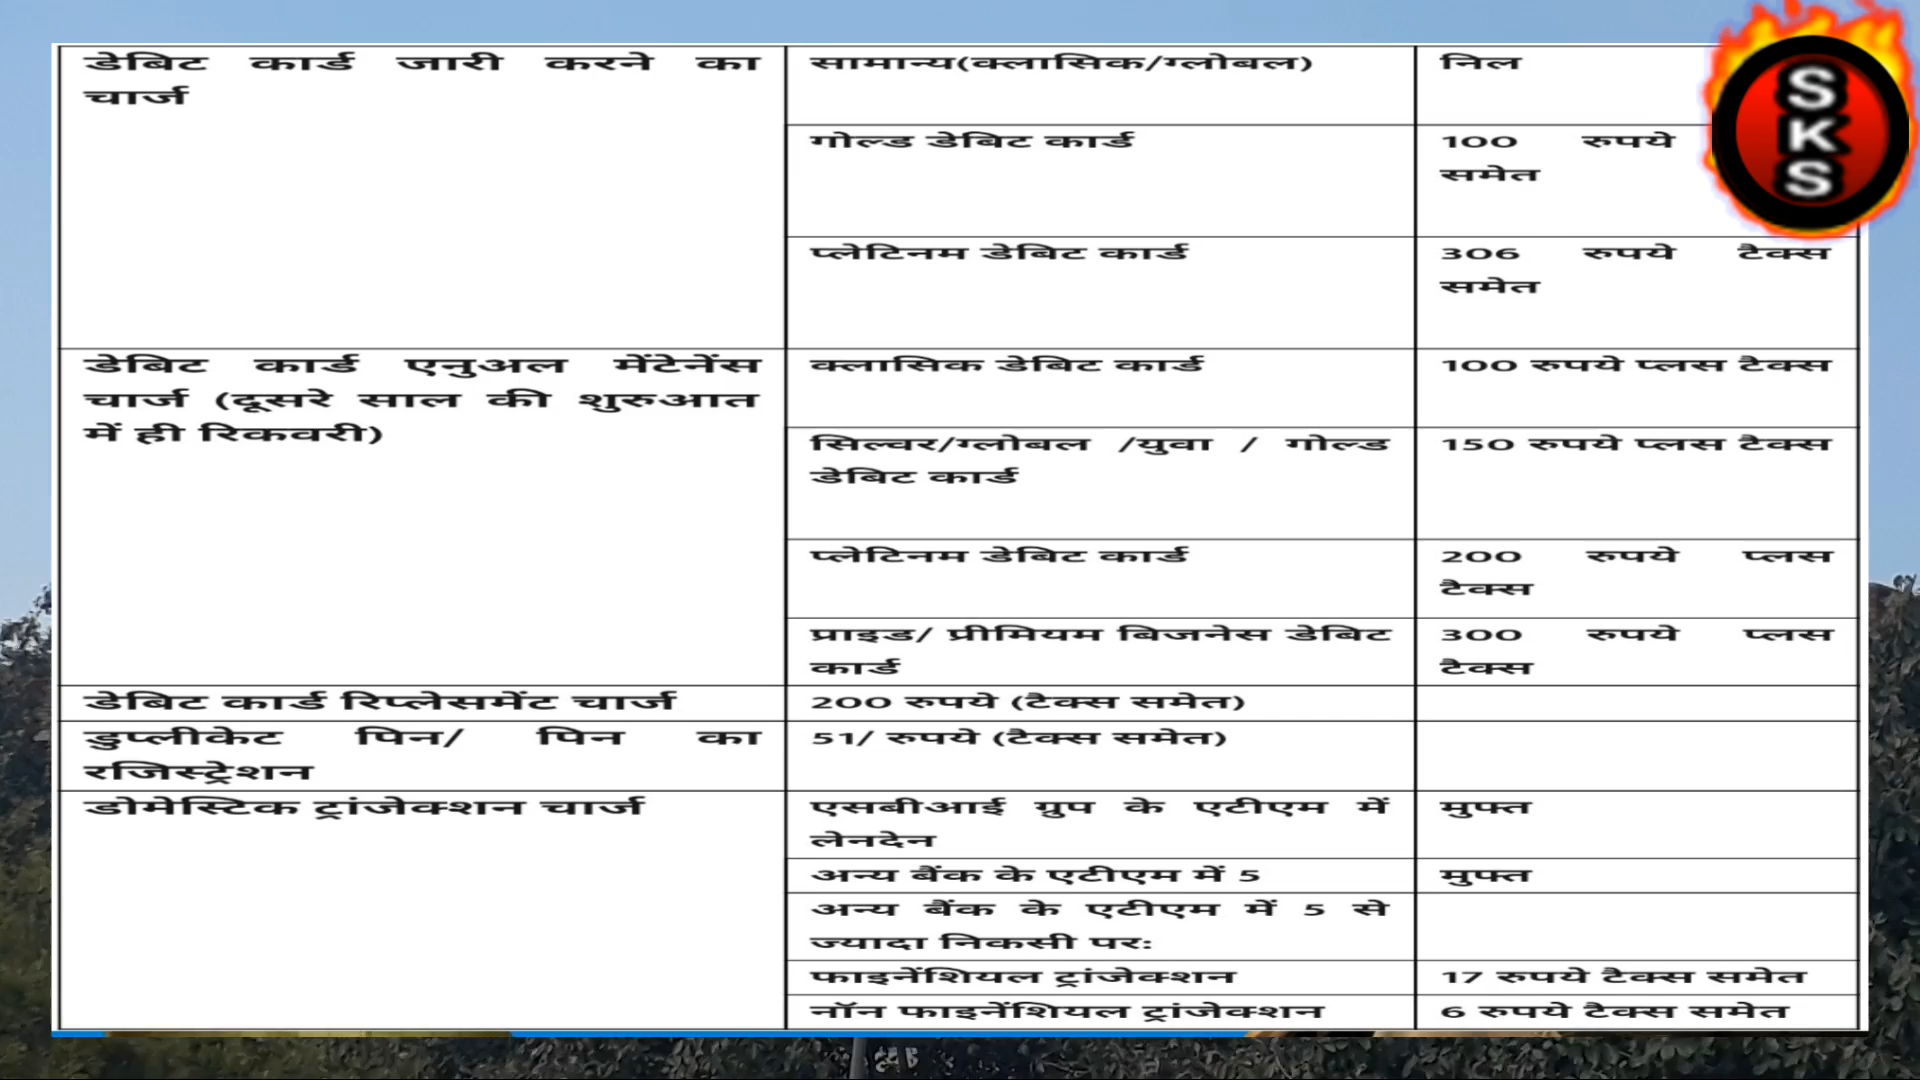 डेबिट कार्ड जारी करने का
चार्ज
सामान्य(क्लासिक/ग्लोबल)
निल
गोल्ड डेबिट कार्ड
100 रुपये
समेत
प्लेटिनम डेबिट कार्ड
306 रुपये टैक्स
समेत
डेबिट कार्ड एनुअल मेंटेनेंस
चार्ज (दूसरे साल की शुरुआत
में ही रिकवरी)
क्लासिक डेबिट कार्ड
100 रुपये प्लस टैक्स
सिल्वर/ग्लोबल /युवा / गोल्ड
डेबिट कार्ड
150 रुपये प्लस टैक्स
प्लेटिनम डेबिट कार्ड
200 रुपये प्लस
टैक्स
प्राइड/ प्रीमियम बिजनेस डेबिट
कार्ड
300 रुपये प्लस
टैक्स
डेबिट कार्ड रिप्लेसमेंट चार्ज
200 रुपये (टैक्स समेत)
डुप्लीकेट पिन/ पिन का
रजिस्ट्रेशन
51/ रुपये (टैक्स समेत)
डोमेस्टिक ट्रांजेक्शन चार्ज
एसबीआई ग्रुप के एटीएम में
लेनदेन
मुफ्त
अन्य बैंक के एटीएम में 5
मुफ्त
अन्य बैंक के एटीएम में 5 से
ज्यादा निकसी पर:
फाइनेंशियल ट्रांजेक्शन
17 रुपये टैक्स समेत
नॉन फाइनेंशियल ट्रांजेक्शन
6 रुपये टैक्स समेत
S
K
S